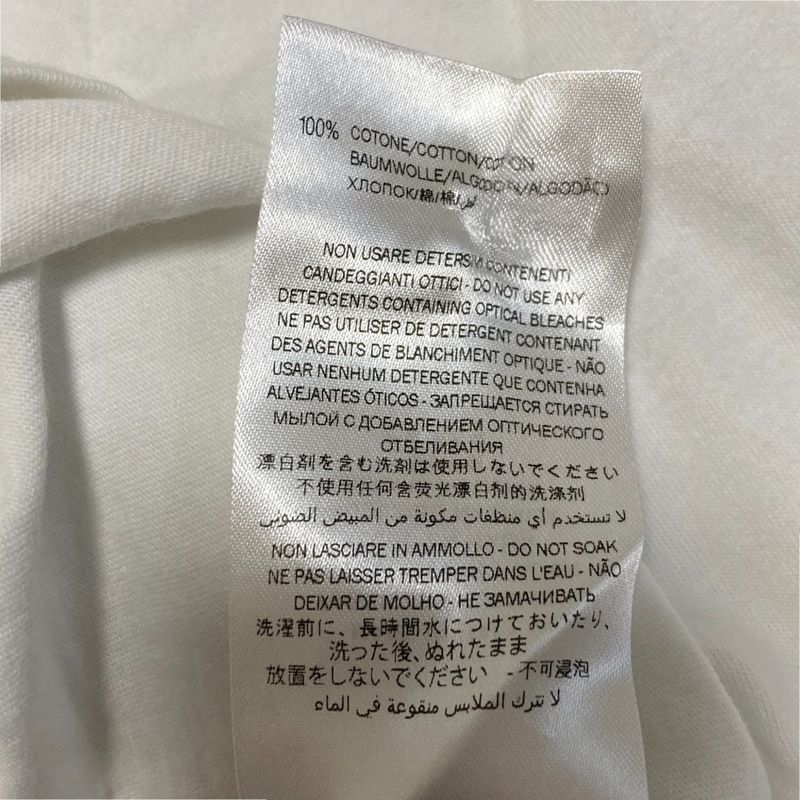 100% COTONE/COTTON/COTON
BAUMWOLLE/ALGODON/ALGODÃO
ХЛОПОК/棉/棉/قطن
NON USARE DETERSIVI CONTENENTI
CANDEGGIANTI OTTICI - DO NOT USE ANY
DETERGENTS CONTAINING OPTICAL BLEACHES
NE PAS UTILISER DE DETERGENT CONTENANT
DES AGENTS DE BLANCHIMENT OPTIQUE - NÃO
USAR NENHUM DETERGENTE QUE CONTENHA
ALVEJANTES ÓTICOS - ЗАПРЕЩАЕТСЯ СТИРАТЬ
МЫЛОЙ С ДОБАВЛЕНИЕМ ОПТИЧЕСКОГО
ОТБЕЛИВАНИЯ
漂白剤を含む洗剤は使用しないでください
不使用任何含荧光漂白剂的洗涤剂
لا تستخدم أي منظفات مكونة من المبيض الضوئي
NON LASCIARE IN AMMOLLO - DO NOT SOAK
NE PAS LAISSER TREMPER DANS L'EAU - NÃO
DEIXAR DE MOLHO - НЕ ЗАМАЧИВАТЬ
洗濯前に、長時間水につけておいたり、
洗った後、ぬれたまま
放置をしないでください - 不可浸泡
لا تترك الملابس منقوعة في الماء